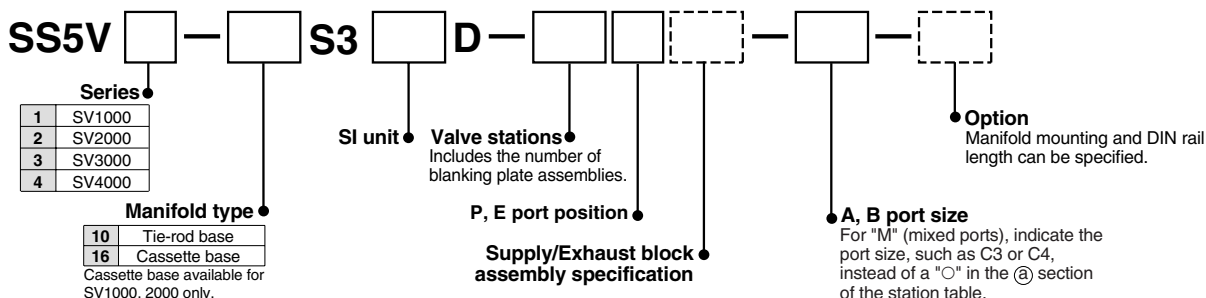 SS5V — S3 D — —
Series
1 SV1000
2 SV2000
3 SV3000
4 SV4000
Manifold type
10 Tie-rod base
16 Cassette base
Cassette base available for
SV1000, 2000 only.
SI unit
Valve stations
Includes the number of
blanking plate assemblies.
P, E port position
Supply/Exhaust block
assembly specification
A, B port size
For "M" (mixed ports), indicate the
port size, such as C3 or C4,
instead of a "○" in the ⓐ section
of the station table.
Option
Manifold mounting and DIN rail
length can be specified.